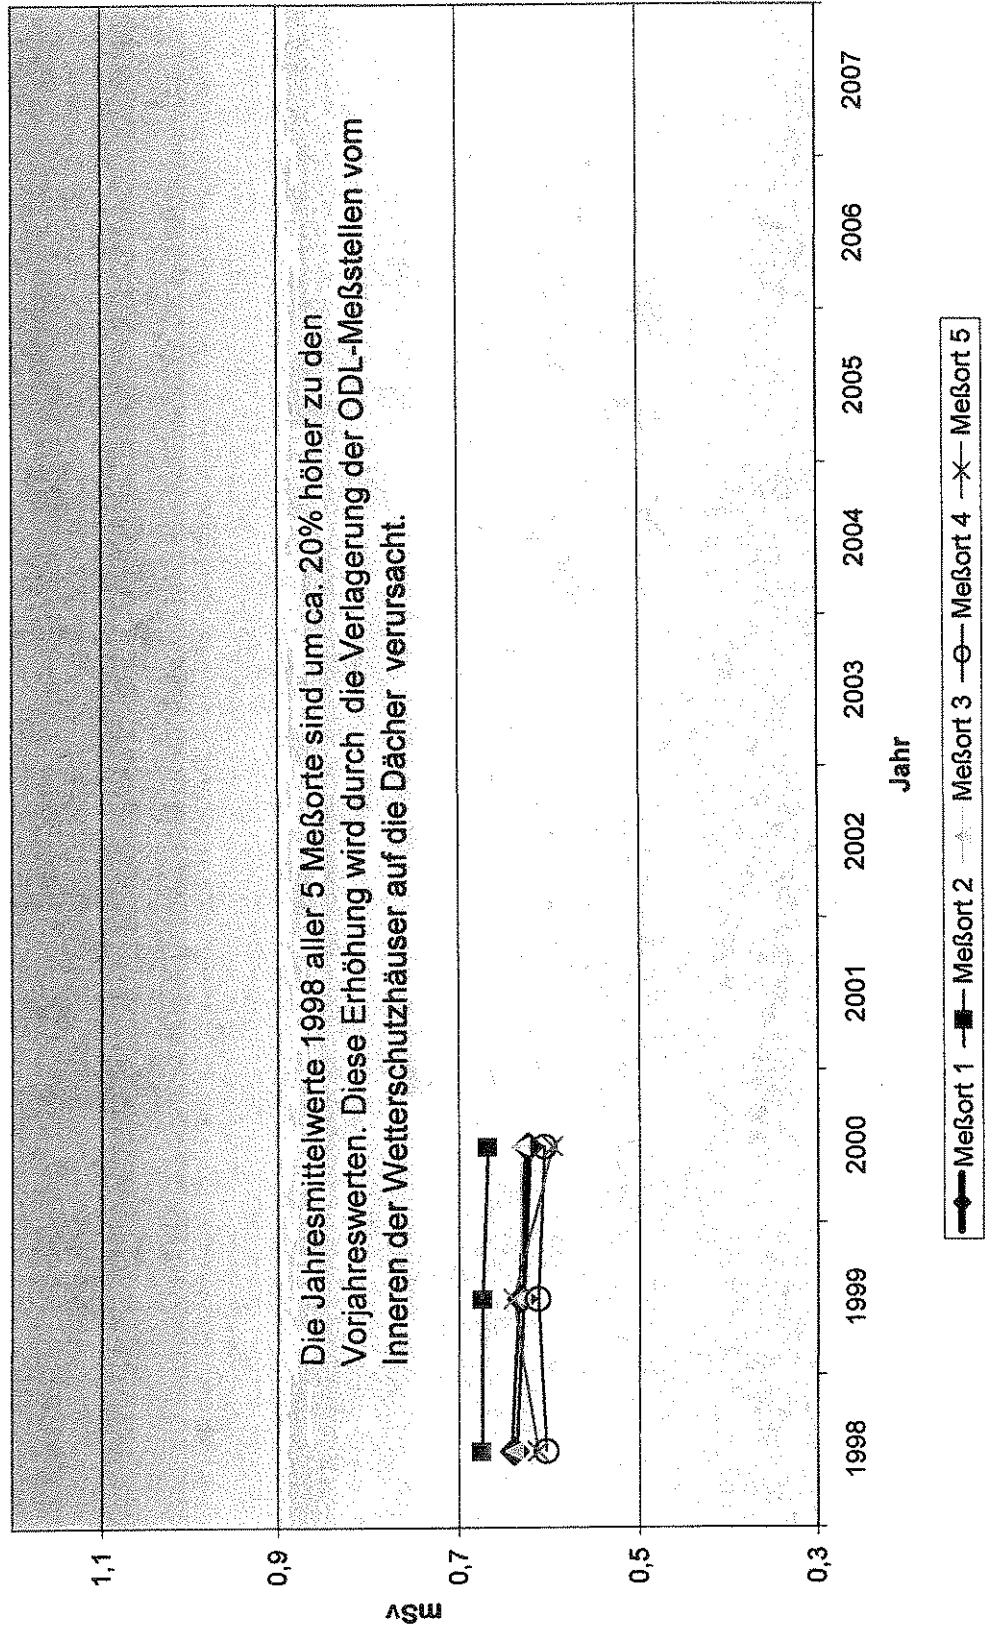 Die Jahresmittelwerte 1998 aller 5 Meßorte sind um ca. 20% höher zu den
Vorjahreswerten. Diese Erhöhung wird durch die Verlagerung der ODL-Meßstellen vom
Inneren der Wetterschutzhäuser auf die Dächer verursacht.
mSv
1,1
0,9
0,7
0,5
0,3
1998
1999
2000
2001
2002
2003
2004
2005
2006
2007
Jahr
Meßort 1
Meßort 2
Meßort 3
Meßort 4
Meßort 5